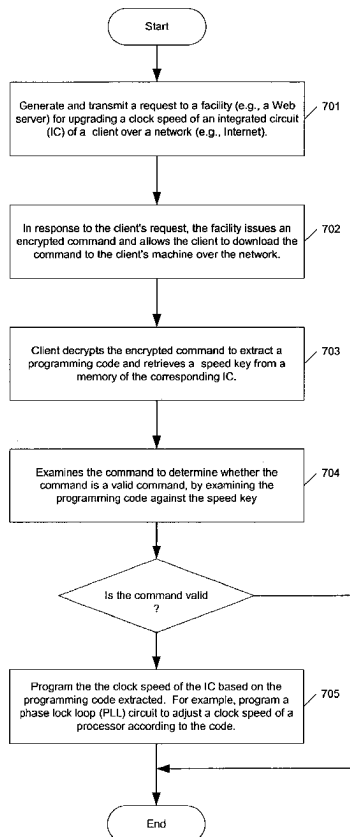 Start
Generate and transmit a request to a facility (e.g., a Web
server) for upgrading a clock speed of an integrated circuit
(IC) of a client over a network (e.g., Internet).
701
In response to the client's request, the facility issues an
encrypted command and allows the client to download the
command to the client's machine over the network.
702
Client decrypts the encrypted command to extract a
programming code and retrieves a speed key from a
memory of the corresponding IC.
703
Examines the command to determine whether the
command is a valid command, by examining the
programming code against the speed key
704
Is the command valid
?
Program the the clock speed of the IC based on the
programming code extracted. For example, program a
phase lock loop (PLL) circuit to adjust a clock speed of a
processor according to the code.
705
End